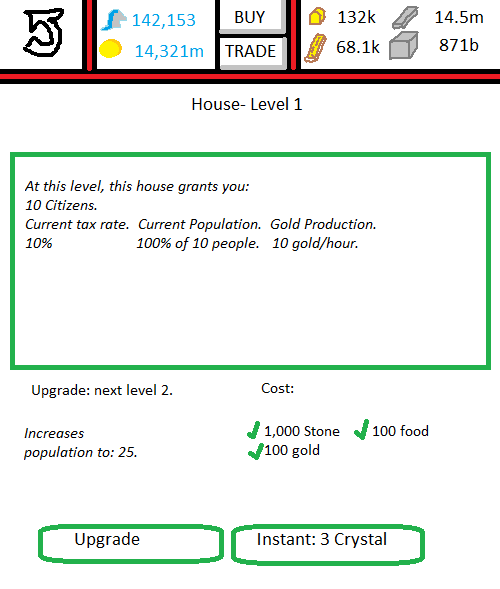 5
142,153 BUY 132k 14.5m
14,321m TRADE 68.1k 871b
House- Level 1
At this level, this house grants you:
10 Citizens.
Current tax rate. Current Population. Gold Production.
10% 100% of 10 people. 10 gold/hour.
Upgrade: next level 2. Cost:
Increases 1,000 Stone 100 food
population to: 25. 100 gold
Upgrade Instant: 3 Crystal